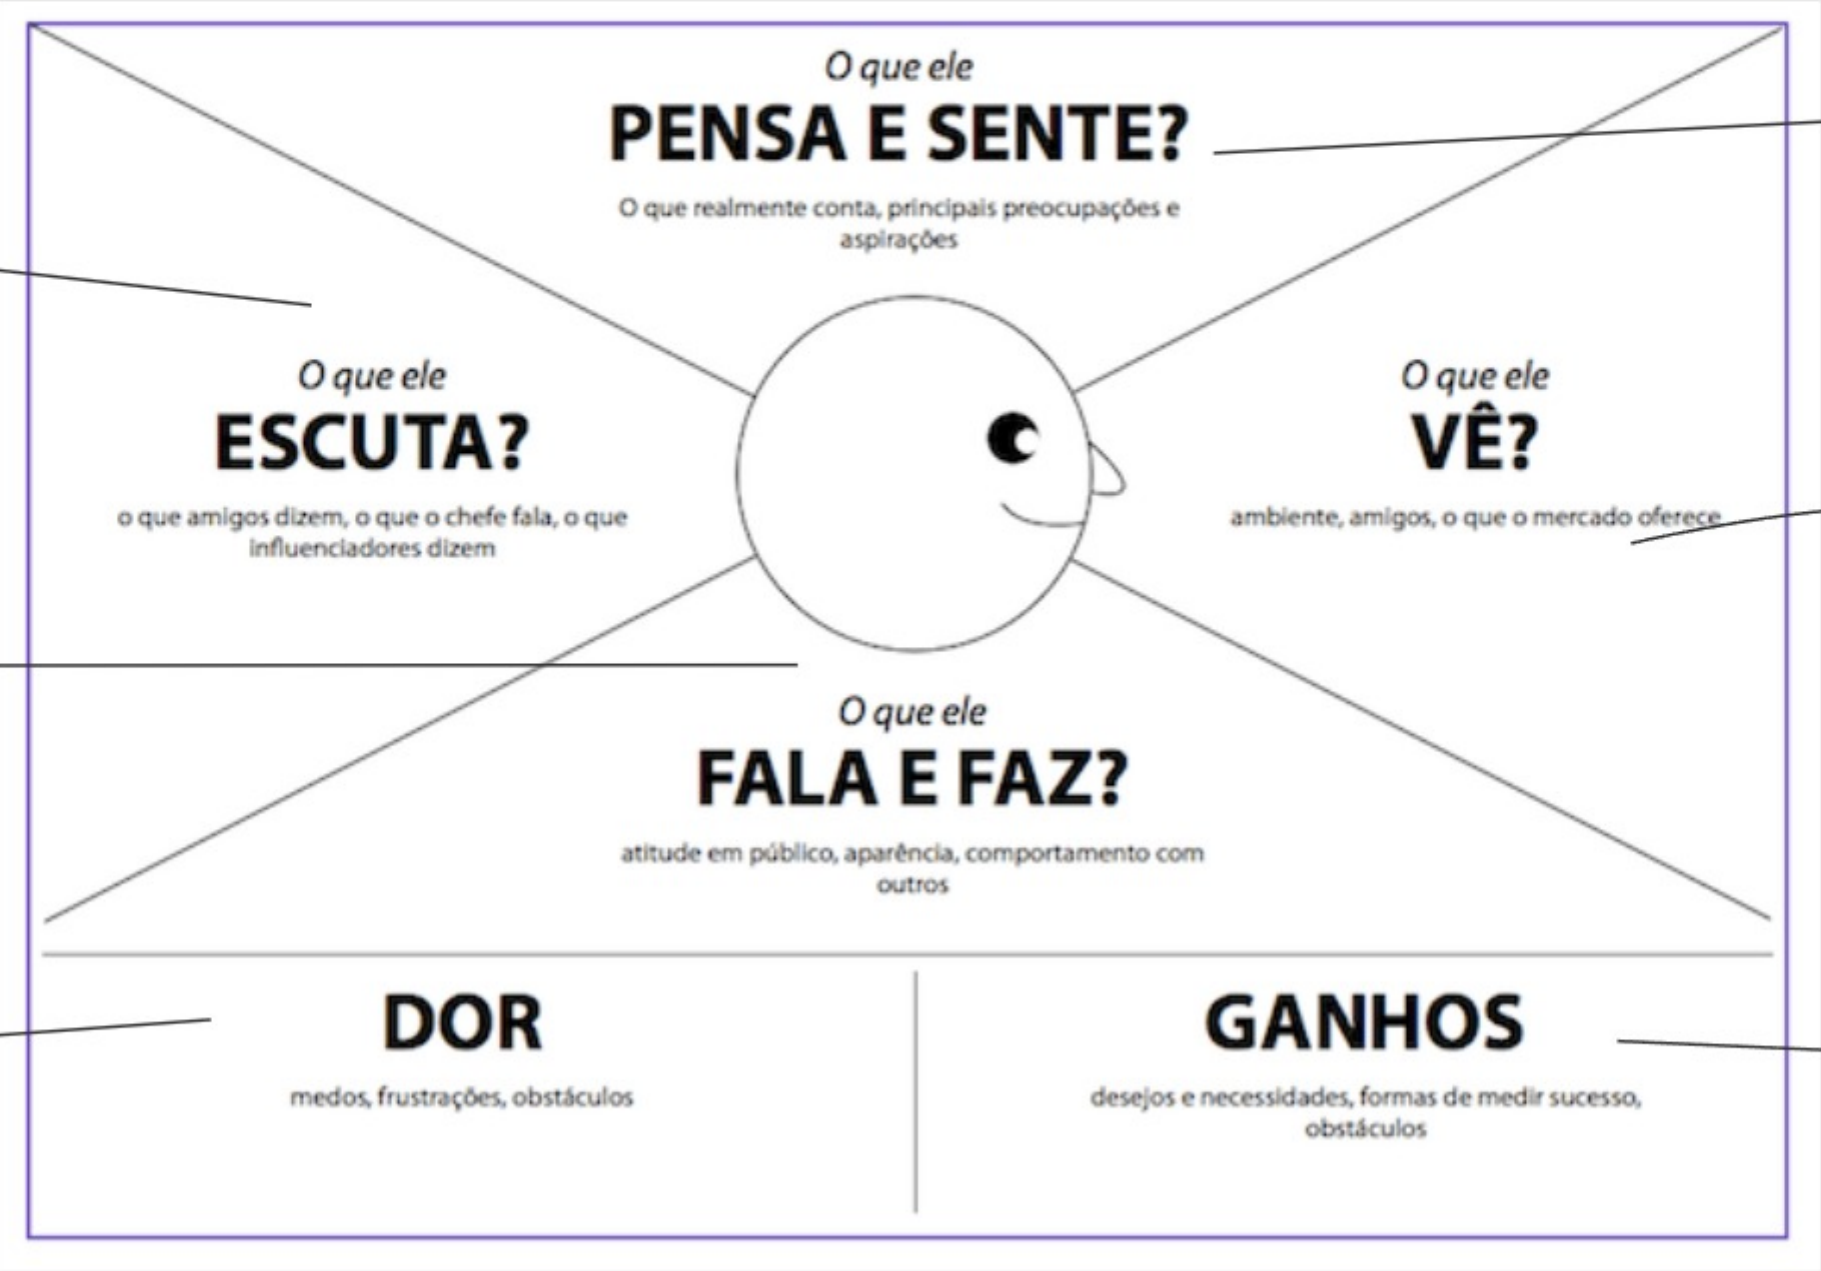 O que ele
PENSA E SENTE?
O que realmente conta, principais preocupações e
aspirações
O que ele
ESCUTA?
o que amigos dizem, o que o chefe fala, o que
influenciadores dizem
O que ele
VÊ?
ambiente, amigos, o que o mercado oferece
O que ele
FALA E FAZ?
atitude em público, aparência, comportamento com
outros
DOR
medos, frustrações, obstáculos
GANHOS
desejos e necessidades, formas de medir sucesso,
obstáculos